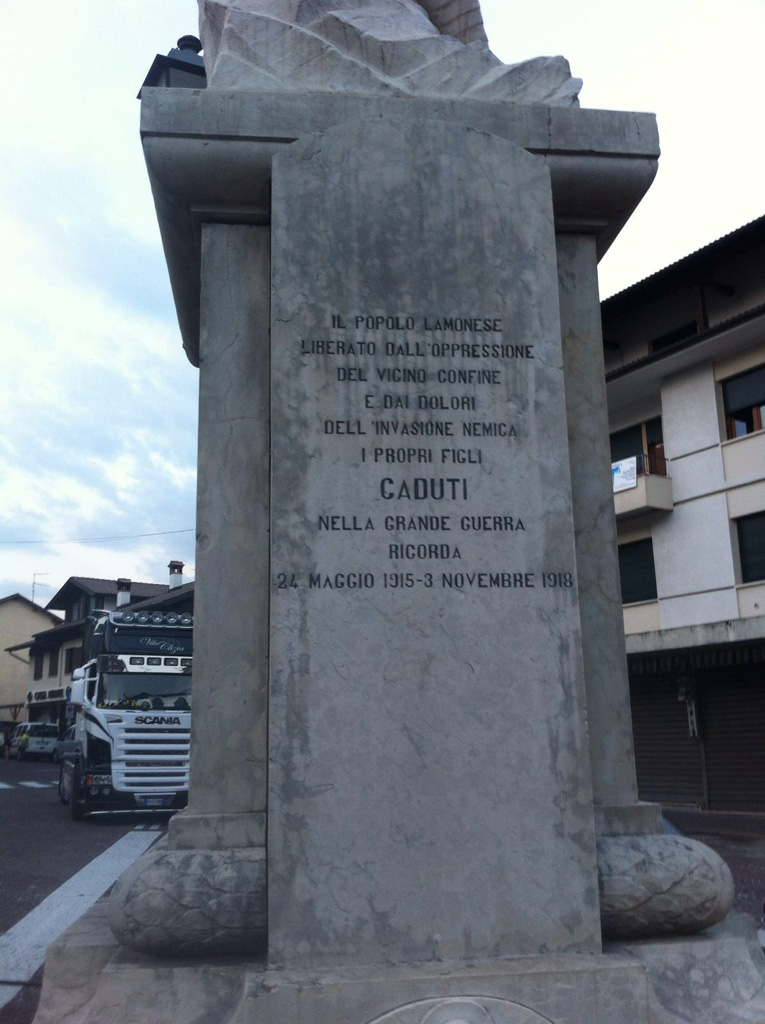 IL POPOLO LAMONESE
LIBERATO DALL'OPPRESSIONE
DEL VICINO CONFINE
E DAI DOLORI
DELL'INVASIONE NEMICA
I PROPRI FIGLI
CADUTI
NELLA GRANDE GUERRA
RICORDA
24 MAGGIO 1915-3 NOVEMBRE 1918
SCANIA